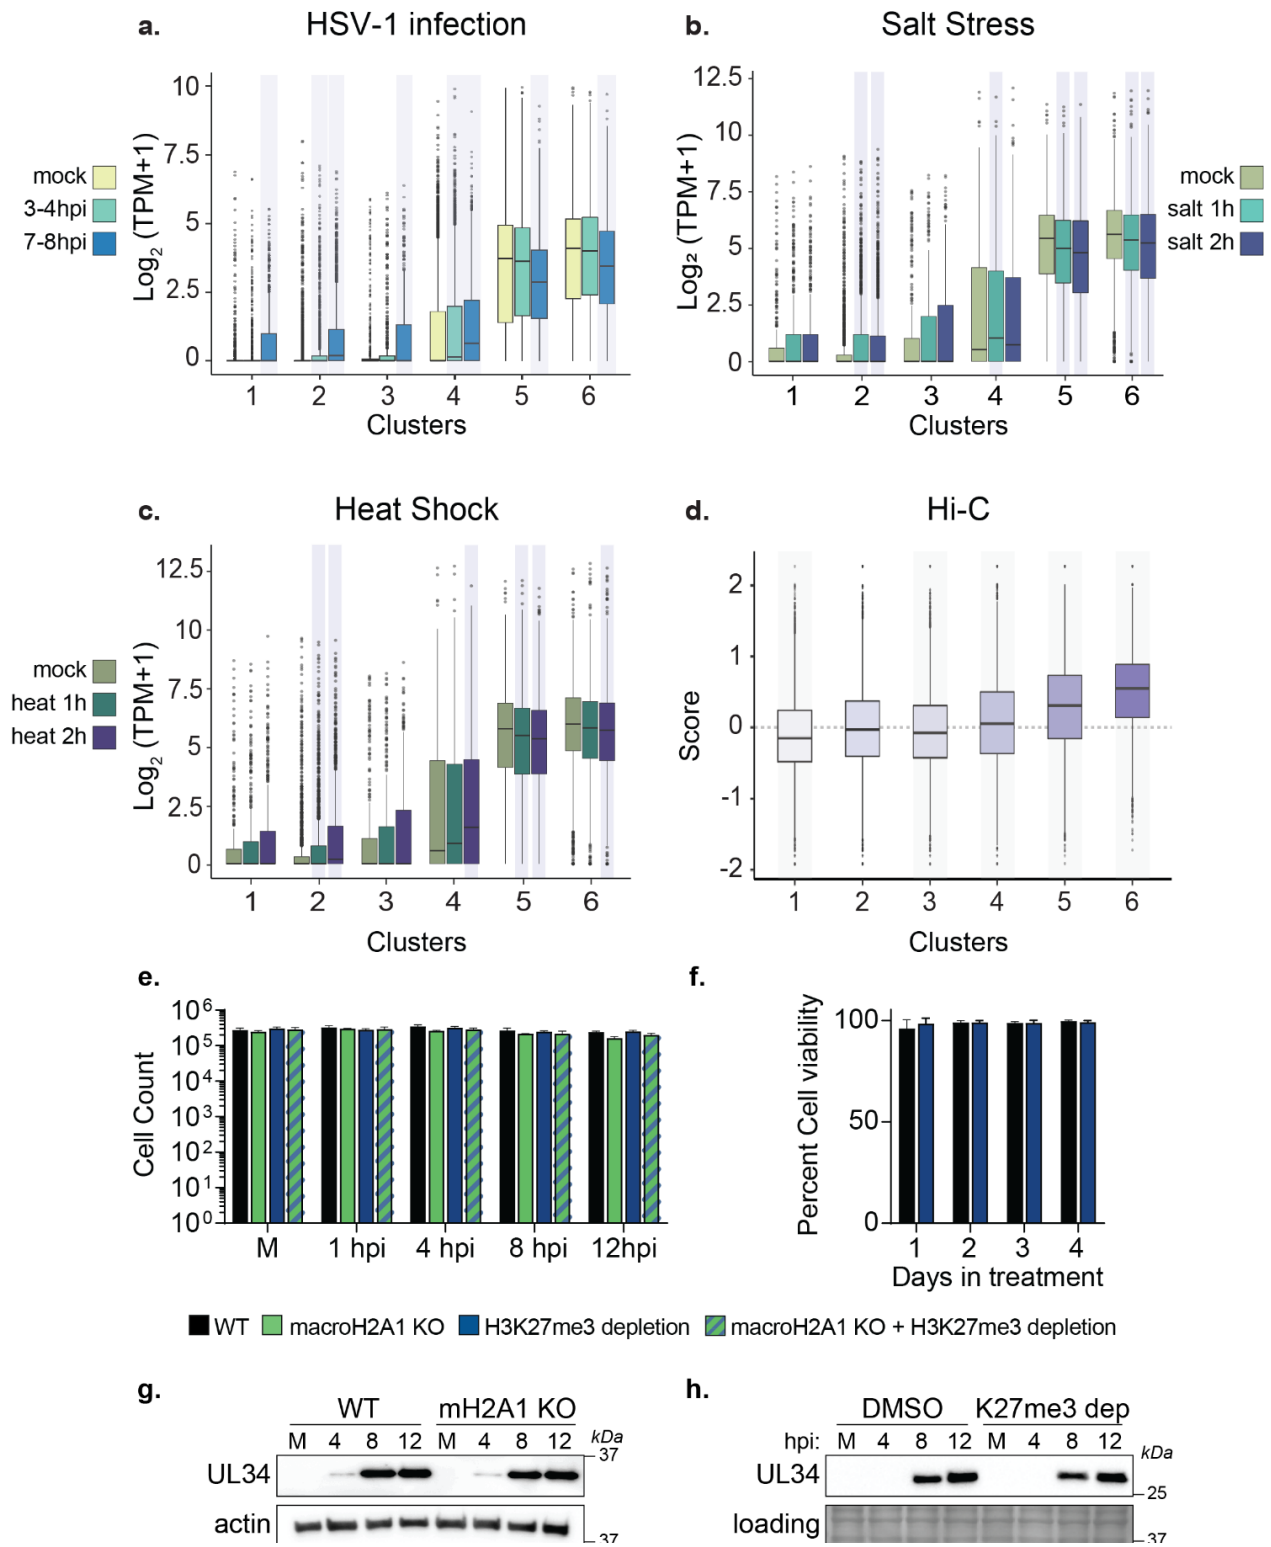 a. HSV-1 infection
Log2 (TPM+1)
10
7.5
5
2.5
0
mock
3-4hpi
7-8hpi
1 2 3 4 5 6
Clusters
b. Salt Stress
Log₂ (TPM+1)
12.5
10
7.5
5
2.5
0
mock
salt 1h
salt 2h
1 2 3 4 5 6
Clusters
c. Heat Shock
Log2 (TPM+1)
12.5
10
7.5
5
2.5
0
mock
heat 1h
heat 2h
1 2 3 4 5 6
Clusters
d. Hi-C
Score
2
1
0
-1
-2
1 2 3 4 5 6
Clusters
e.
Cell Count
10⁶
10⁵
10⁴
10³
10²
10¹
10⁰
M 1 hpi 4 hpi 8 hpi 12hpi
f.
Percent Cell viability
100
50
0
1 2 3 4
Days in treatment
WT macroH2A1 KO H3K27me3 depletion macroH2A1 KO + H3K27me3 depletion
g.
WT mH2A1 KO
M 4 8 12 M 4 8 12 kDa
UL34 37
actin 37
h.
DMSO K27me3 dep
hpi: M 4 8 12 M 4 8 12 kDa
UL34 25
loading 37